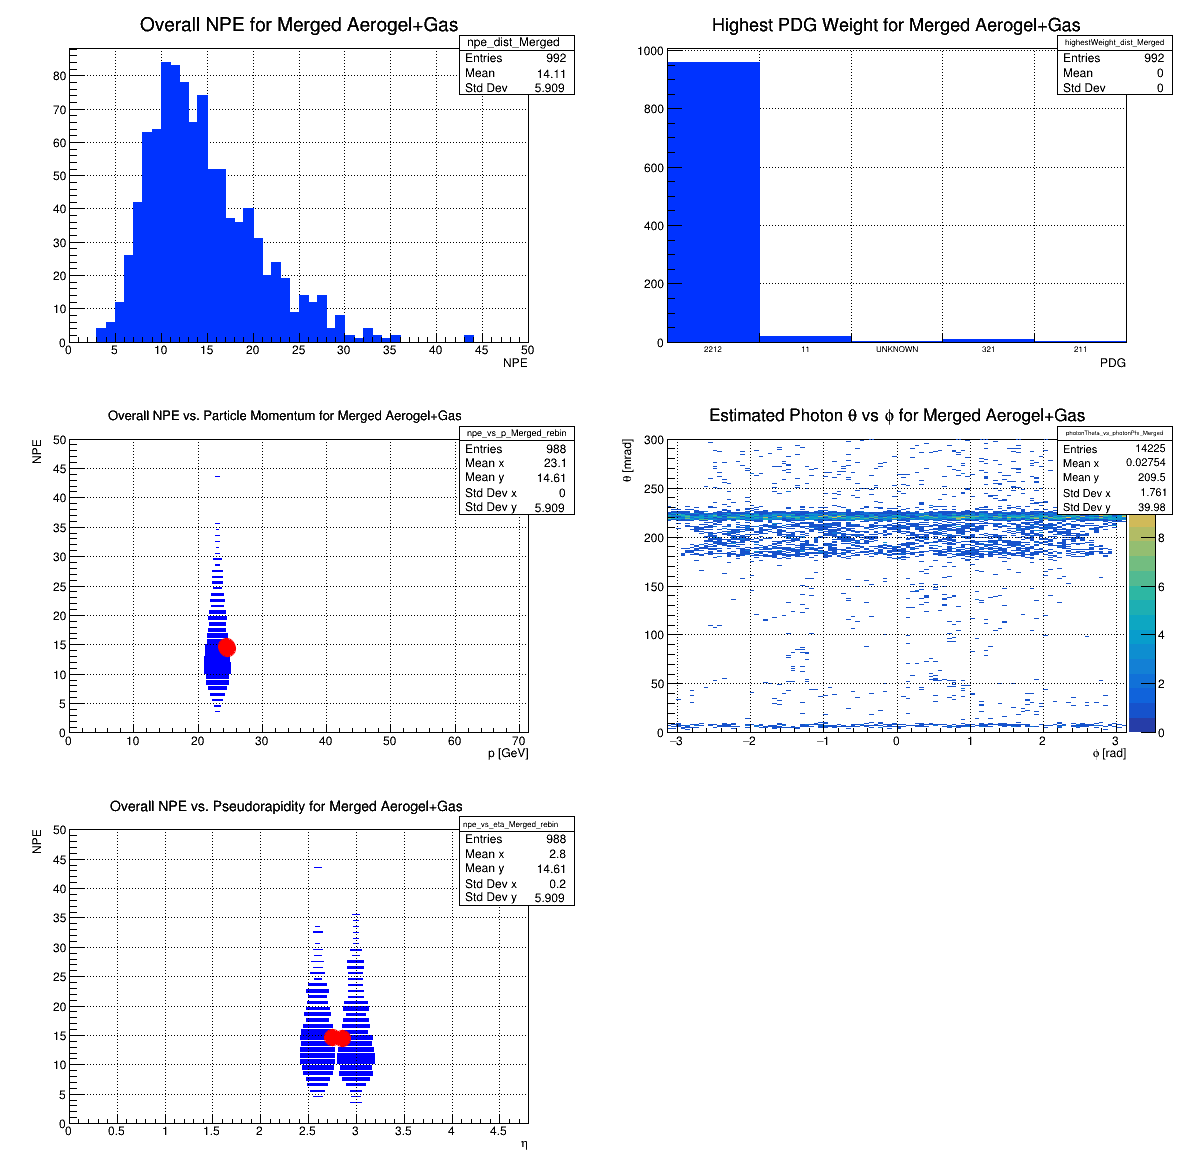 Overall NPE for Merged Aerogel+Gas
npe_dist_Merged
Entries 992
Mean 14.11
Std Dev 5.909
80
70
60
50
40
30
20
10
0
0 5 10 15 20 25 30 35 40 45 50
NPE
Highest PDG Weight for Merged Aerogel+Gas
highestWeight_dist_Merged
Entries 992
Mean 0
Std Dev 0
1000
800
600
400
200
0
2212 11 UNKNOWN 321 211
PDG
Overall NPE vs. Particle Momentum for Merged Aerogel+Gas
npe_vs_p_Merged_rebin
Entries 988
Mean x 23.1
Mean y 14.61
Std Dev x 0
Std Dev y 5.909
NPE
50
45
40
35
30
25
20
15
10
5
0
0 10 20 30 40 50 60 70
p [GeV]
Estimated Photon θ vs ϕ for Merged Aerogel+Gas
photonTheta_vs_photonPhi_Merged
Entries 14225
Mean x 0.02754
Mean y 209.5
Std Dev x 1.761
Std Dev y 39.98
θ [mrad]
300
250
200
150
100
50
0
−3 −2 −1 0 1 2 3
ϕ [rad]
8
6
4
2
0
Overall NPE vs. Pseudorapidity for Merged Aerogel+Gas
npe_vs_eta_Merged_rebin
Entries 988
Mean x 2.8
Mean y 14.61
Std Dev x 0.2
Std Dev y 5.909
NPE
50
45
40
35
30
25
20
15
10
5
0
0 0.5 1 1.5 2 2.5 3 3.5 4 4.5
η